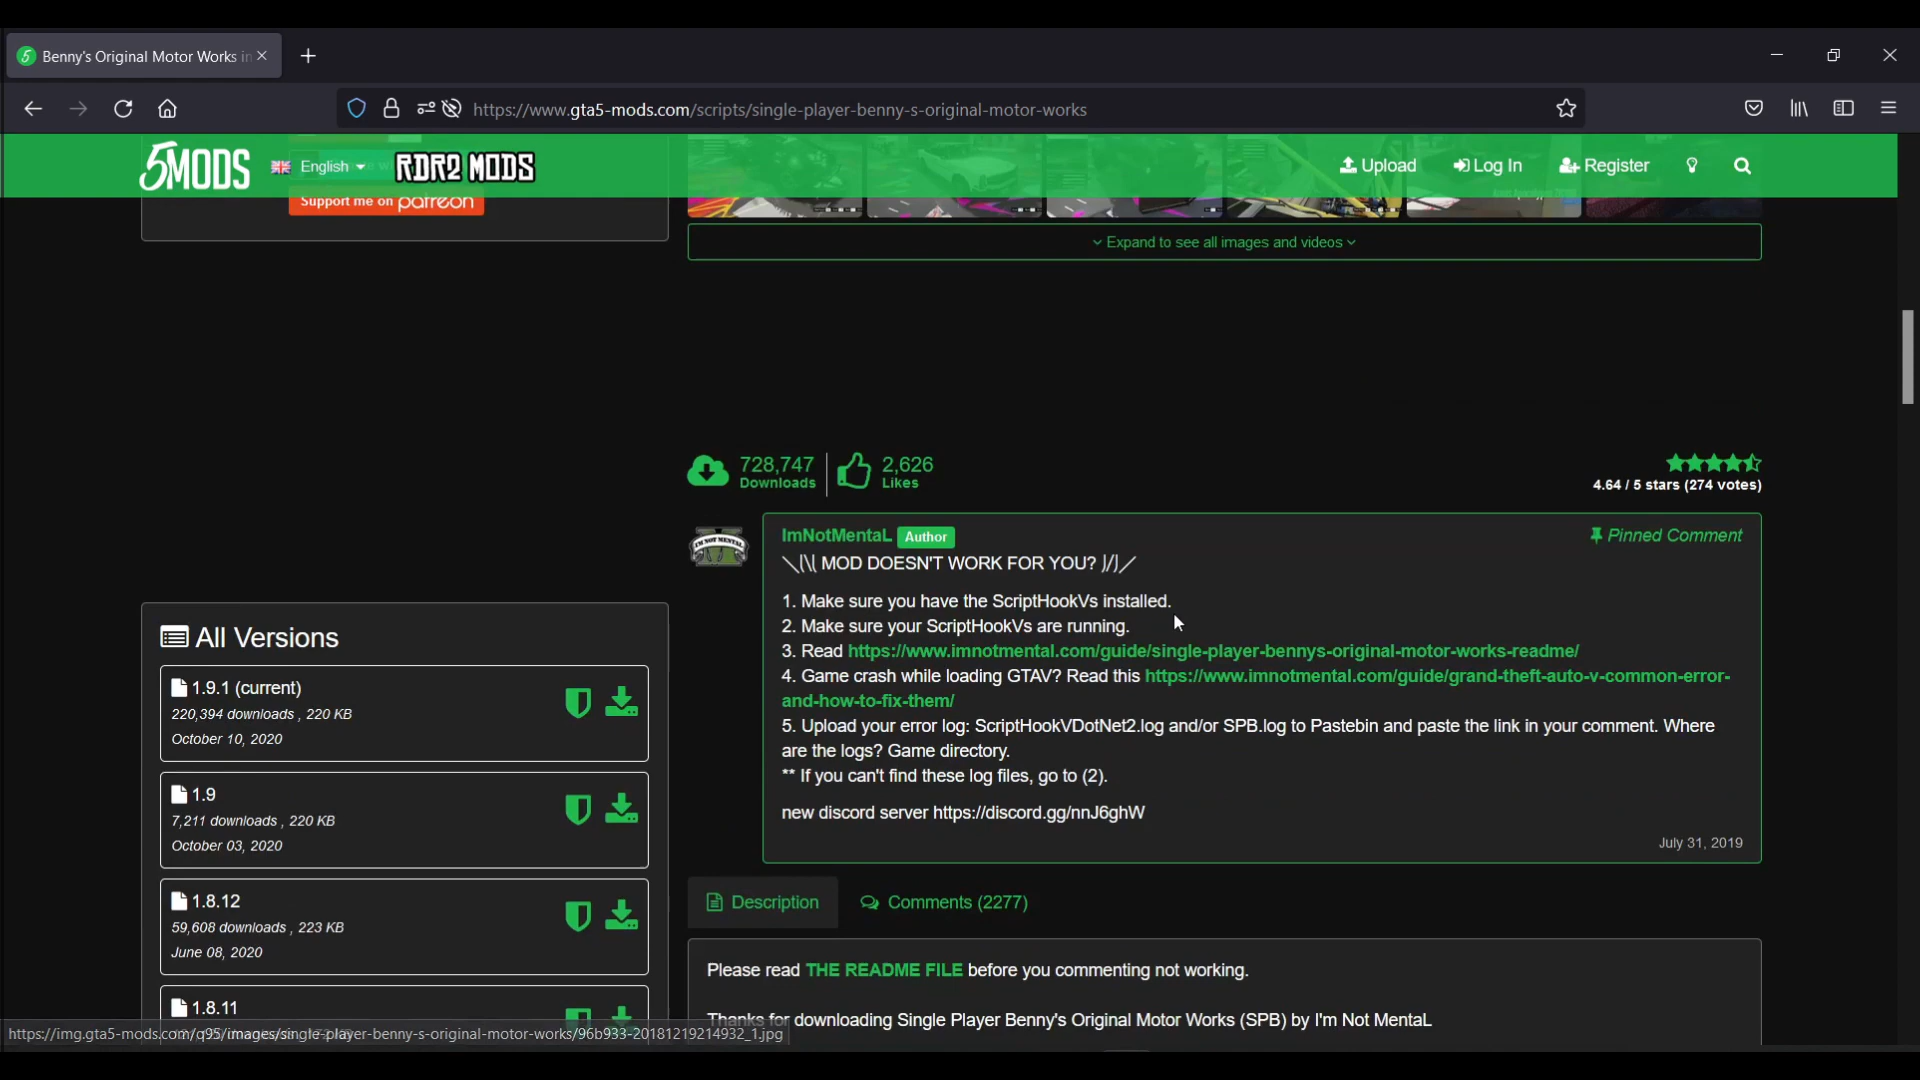 Benny's Original Motor Works in
https://www.gta5-mods.com/scripts/single-player-benny-s-original-motor-works
5MODS
English
RDR2 MODS
Upload
Log In
Register
Support me on patreon
Expand to see all images and videos
728,747
Downloads
2,626
Likes
4.64 / 5 stars (274 votes)
ImNotMentaL Author
Pinned Comment
\(\\( MOD DOESN'T WORK FOR YOU? )/)/
1. Make sure you have the ScriptHookVs installed.
2. Make sure your ScriptHookVs are running.
3. Read https://www.imnotmental.com/guide/single-player-bennys-original-motor-works-readme/
4. Game crash while loading GTAV? Read this https://www.imnotmental.com/guide/grand-theft-auto-v-common-error-
and-how-to-fix-them/
5. Upload your error log: ScriptHookVDotNet2.log and/or SPB.log to Pastebin and paste the link in your comment. Where
are the logs? Game directory.
** If you can't find these log files, go to (2).
new discord server https://discord.gg/nnJ6ghW
July 31, 2019
All Versions
1.9.1 (current)
220,394 downloads , 220 KB
October 10, 2020
1.9
7,211 downloads , 220 KB
October 03, 2020
1.8.12
59,608 downloads , 223 KB
June 08, 2020
1.8.11
Description
Comments (2277)
Please read THE README FILE before you commenting not working.
Thanks for downloading Single Player Benny's Original Motor Works (SPB) by I'm Not MentaL
https://img.gta5-mods.com/q95/images/single-player-benny-s-original-motor-works/96b933-20181219214932_1.jpg